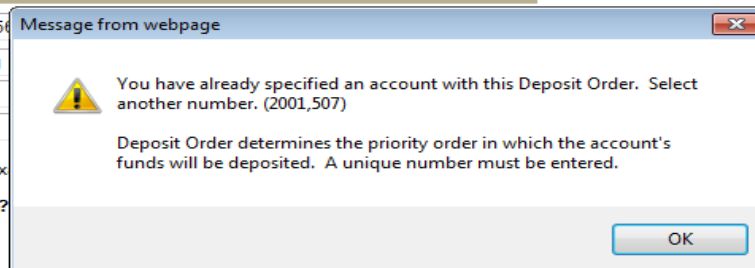 Message from webpage
You have already specified an account with this Deposit Order.  Select
another number. (2001,507)
Deposit Order determines the priority order in which the account's
funds will be deposited.  A unique number must be entered.
?
OK